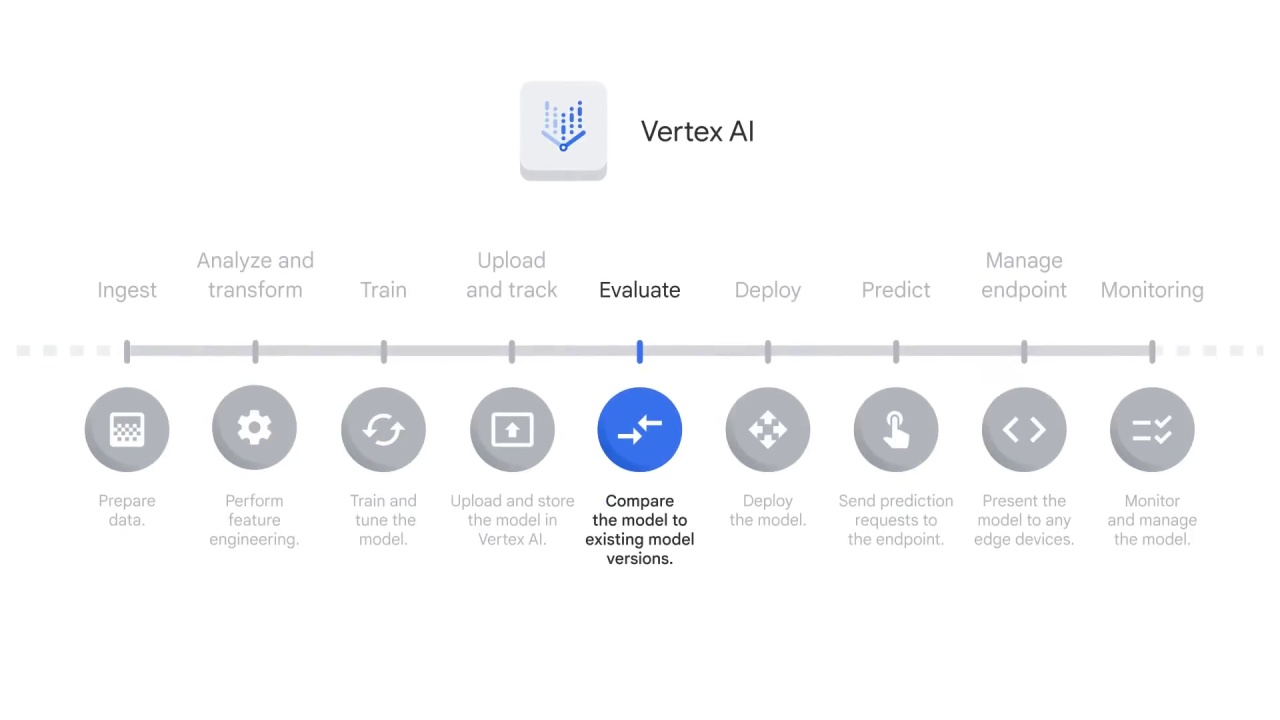 Vertex AI
Ingest
Analyze and
transform
Train
Upload
and track
Evaluate
Deploy
Predict
Manage
endpoint
Monitoring
Prepare
data.
Perform
feature
engineering.
Train and
tune the
model.
Upload and store
the model in
Vertex AI.
Compare
the model to
existing model
versions.
Deploy
the model.
Send prediction
requests to
the endpoint.
Present the
model to any
edge devices.
Monitor
and manage
the model.